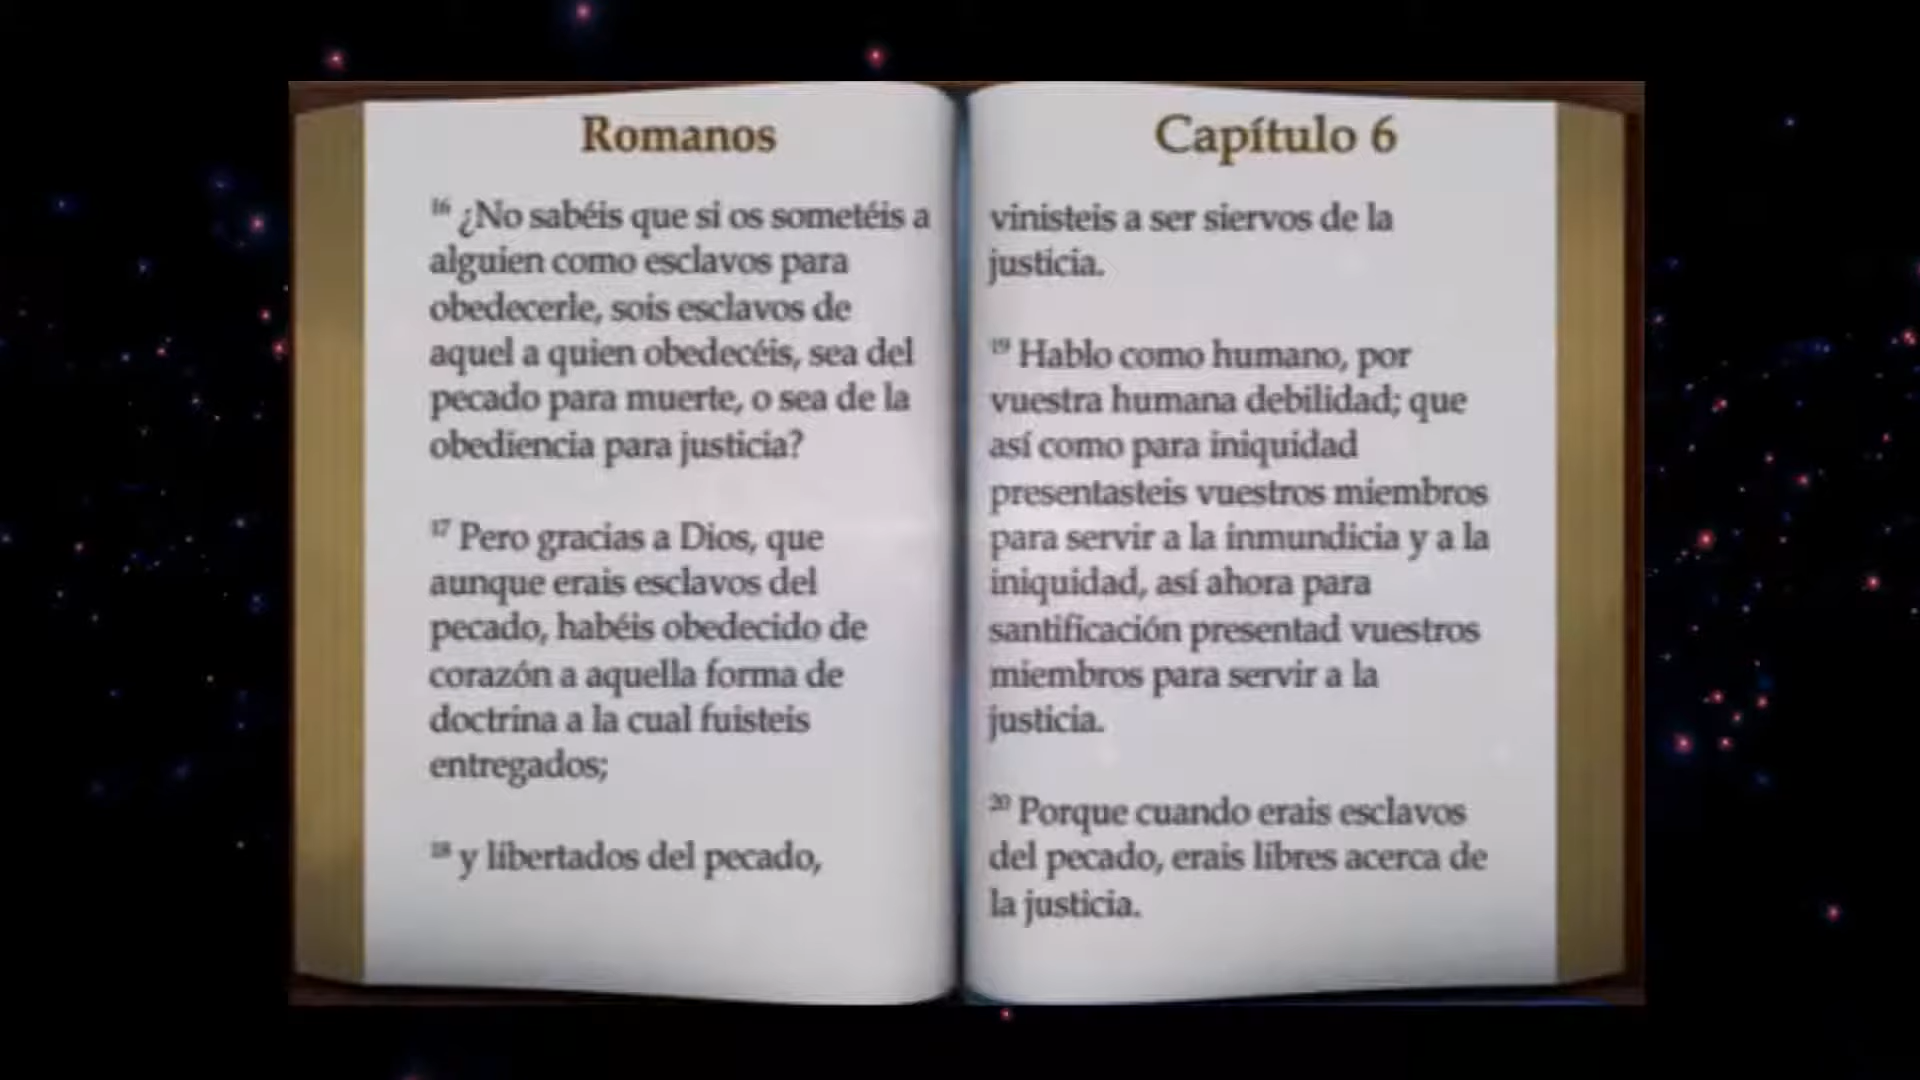 Romanos
16 ¿No sabéis que si os sometéis a
alguien como esclavos para
obedecerle, sois esclavos de
aquel a quien obedecéis, sea del
pecado para muerte, o sea de la
obediencia para justicia?
17 Pero gracias a Dios, que
aunque erais esclavos del
pecado, habéis obedecido de
corazón a aquella forma de
doctrina a la cual fuisteis
entregados;
18 y libertados del pecado,
Capítulo 6
vinisteis a ser siervos de la
justicia.
19 Hablo como humano, por
vuestra humana debilidad; que
así como para iniquidad
presentasteis vuestros miembros
para servir a la inmundicia y a la
iniquidad, así ahora para
santificación presentad vuestros
miembros para servir a la
justicia.
20 Porque cuando erais esclavos
del pecado, erais libres acerca de
la justicia.